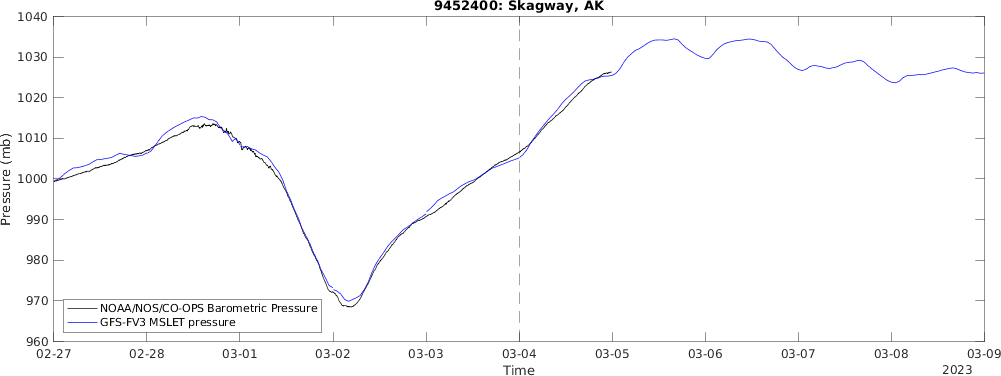 9452400: Skagway, AK
1040
1030
1020
1010
1000
990
980
970
960
Pressure (mb)
NOAA/NOS/CO-OPS Barometric Pressure
GFS-FV3 MSLET pressure
02-27 02-28 03-01 03-02 03-03 03-04 03-05 03-06 03-07 03-08 03-09
Time
2023